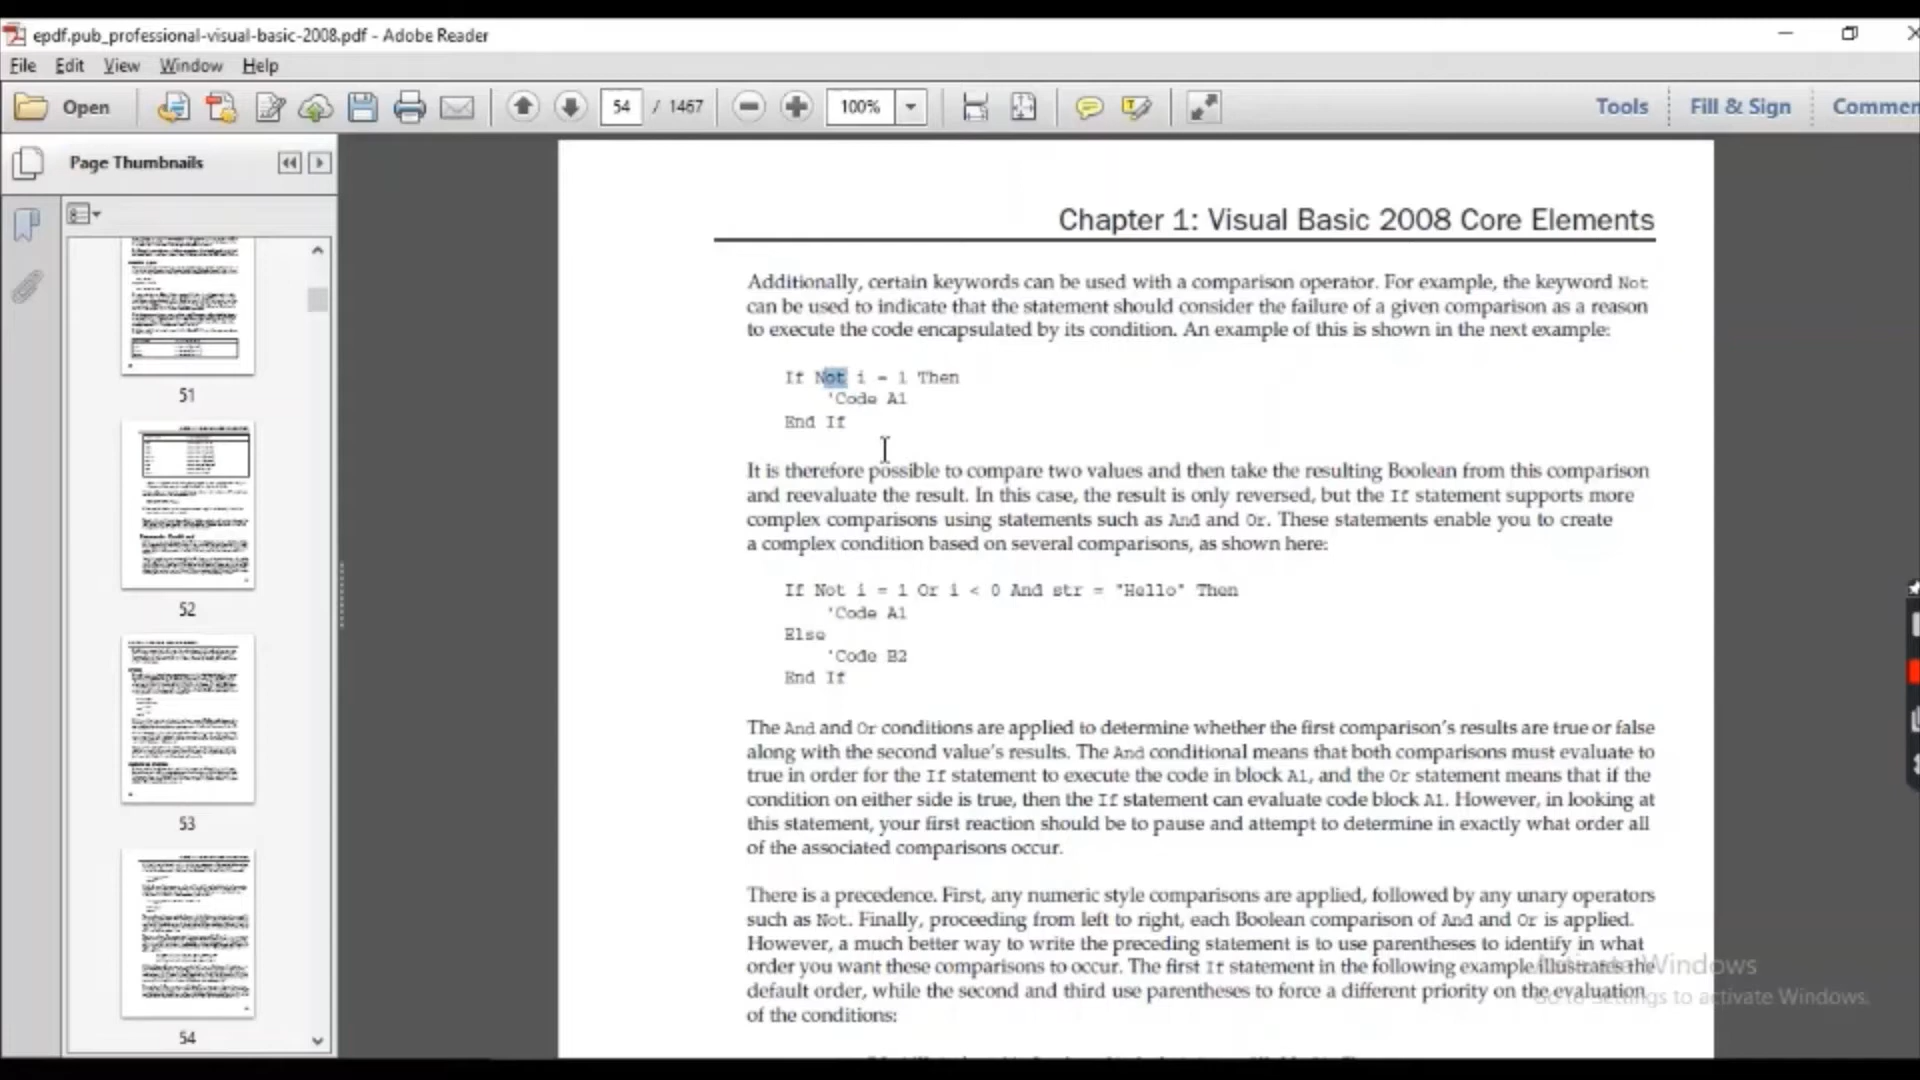 epdf.pub_professional-visual-basic-2008.pdf - Adobe Reader
File Edit View Window Help
Open 54 / 1467 100% Tools Fill & Sign Commen
Page Thumbnails
51
52
53
54
Chapter 1: Visual Basic 2008 Core Elements
Additionally, certain keywords can be used with a comparison operator. For example, the keyword Not
can be used to indicate that the statement should consider the failure of a given comparison as a reason
to execute the code encapsulated by its condition. An example of this is shown in the next example:
If Not i = 1 Then
'Code A1
End If
It is therefore possible to compare two values and then take the resulting Boolean from this comparison
and reevaluate the result. In this case, the result is only reversed, but the If statement supports more
complex comparisons using statements such as And and Or. These statements enable you to create
a complex condition based on several comparisons, as shown here:
If Not i = 1 Or i < 0 And str = "Hello" Then
'Code A1
Else
'Code B2
End If
The And and Or conditions are applied to determine whether the first comparison's results are true or false
along with the second value's results. The And conditional means that both comparisons must evaluate to
true in order for the If statement to execute the code in block A1, and the Or statement means that if the
condition on either side is true, then the If statement can evaluate code block A1. However, in looking at
this statement, your first reaction should be to pause and attempt to determine in exactly what order all
of the associated comparisons occur.
There is a precedence. First, any numeric style comparisons are applied, followed by any unary operators
such as Not. Finally, proceeding from left to right, each Boolean comparison of And and Or is applied.
However, a much better way to write the preceding statement is to use parentheses to identify in what
order you want these comparisons to occur. The first If statement in the following example illustrates the
default order, while the second and third use parentheses to force a different priority on the evaluation
of the conditions:
Activate Windows
Go to Settings to activate Windows.